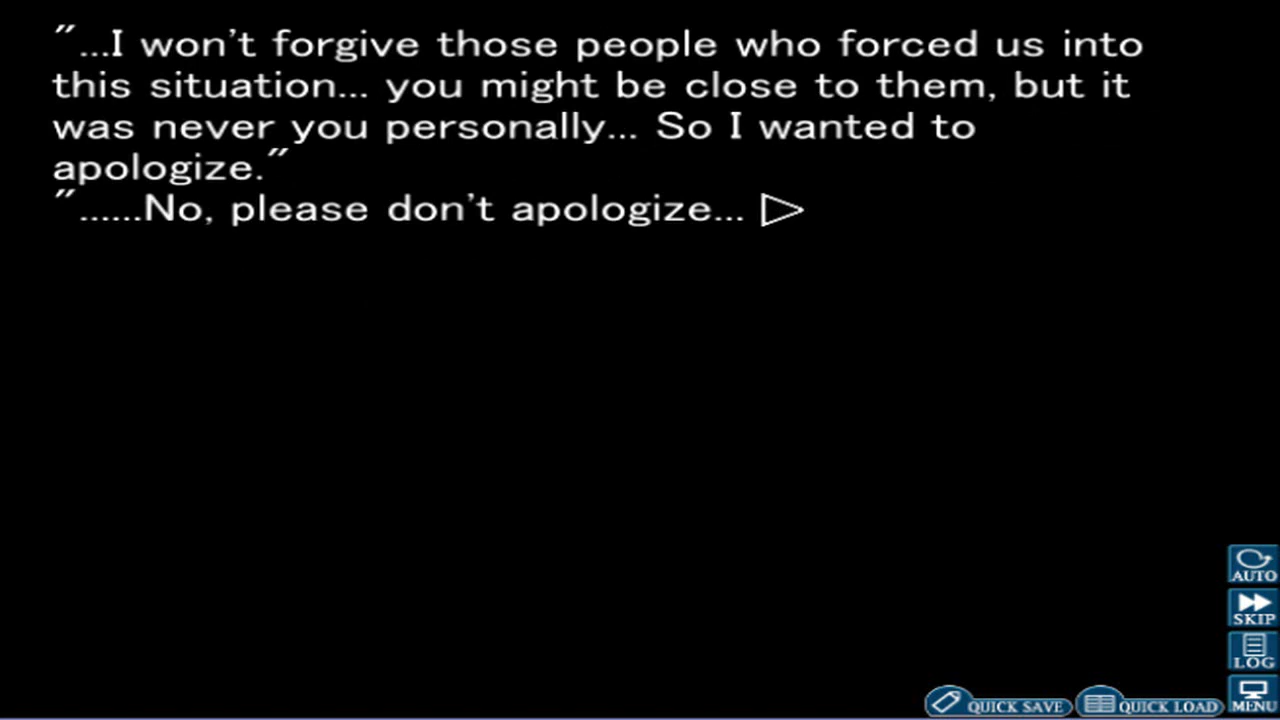 "...I won't forgive those people who forced us into
this situation... you might be close to them, but it
was never you personally... So I wanted to
apologize."
"......No, please don't apologize...
AUTO
SKIP
LOG
MENU
QUICK SAVE
QUICK LOAD